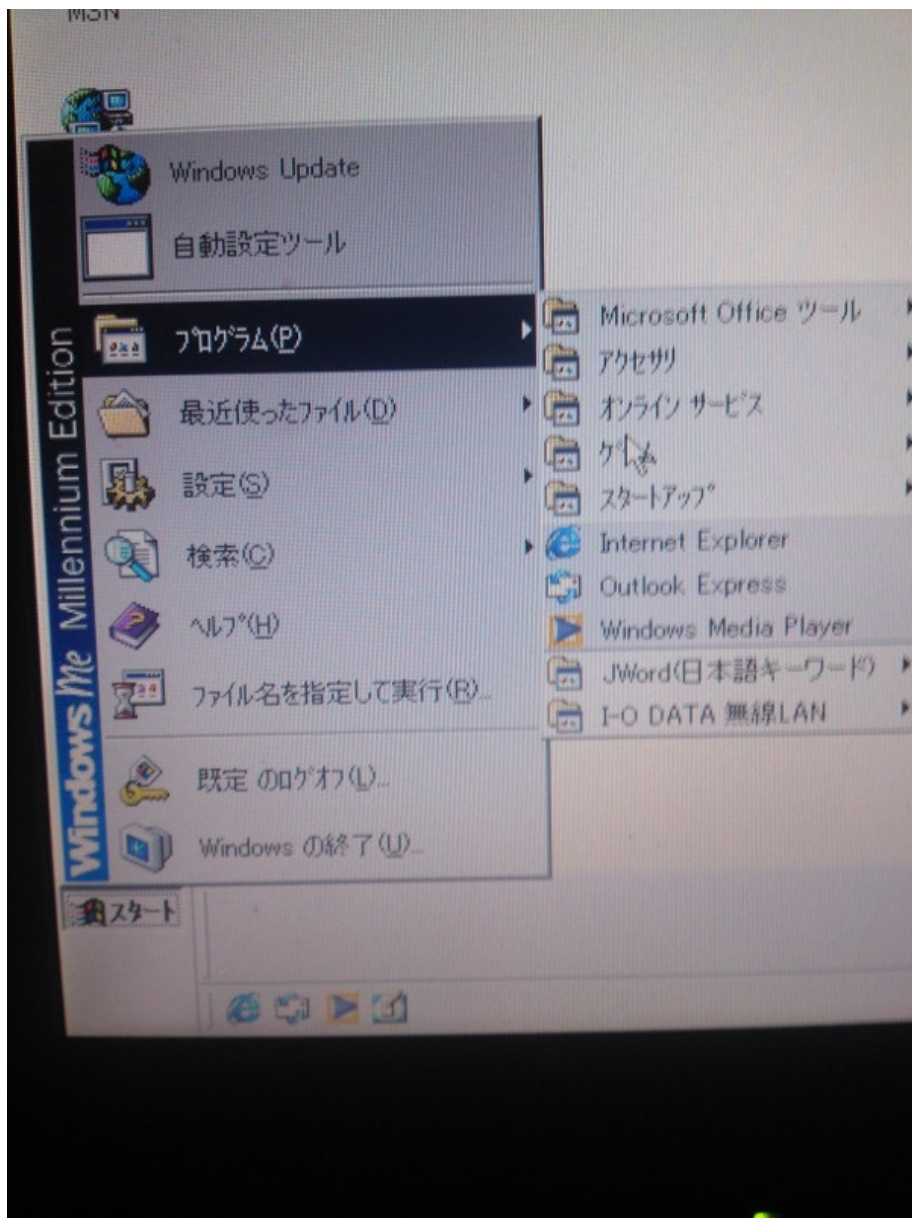 MSN
Windows Update
自動設定ツール
プログラム(P)
最近使ったファイル(D)
設定(S)
検索(C)
ヘルプ(H)
ファイル名を指定して実行(R)...
既定 のログオフ(L)...
Windows の終了(U)...
Windows Me Millennium Edition
Microsoft Office ツール
アクセサリ
オンライン サービス
ゲーム
スタートアップ
Internet Explorer
Outlook Express
Windows Media Player
JWord(日本語キーワード)
I-O DATA 無線LAN
スタート